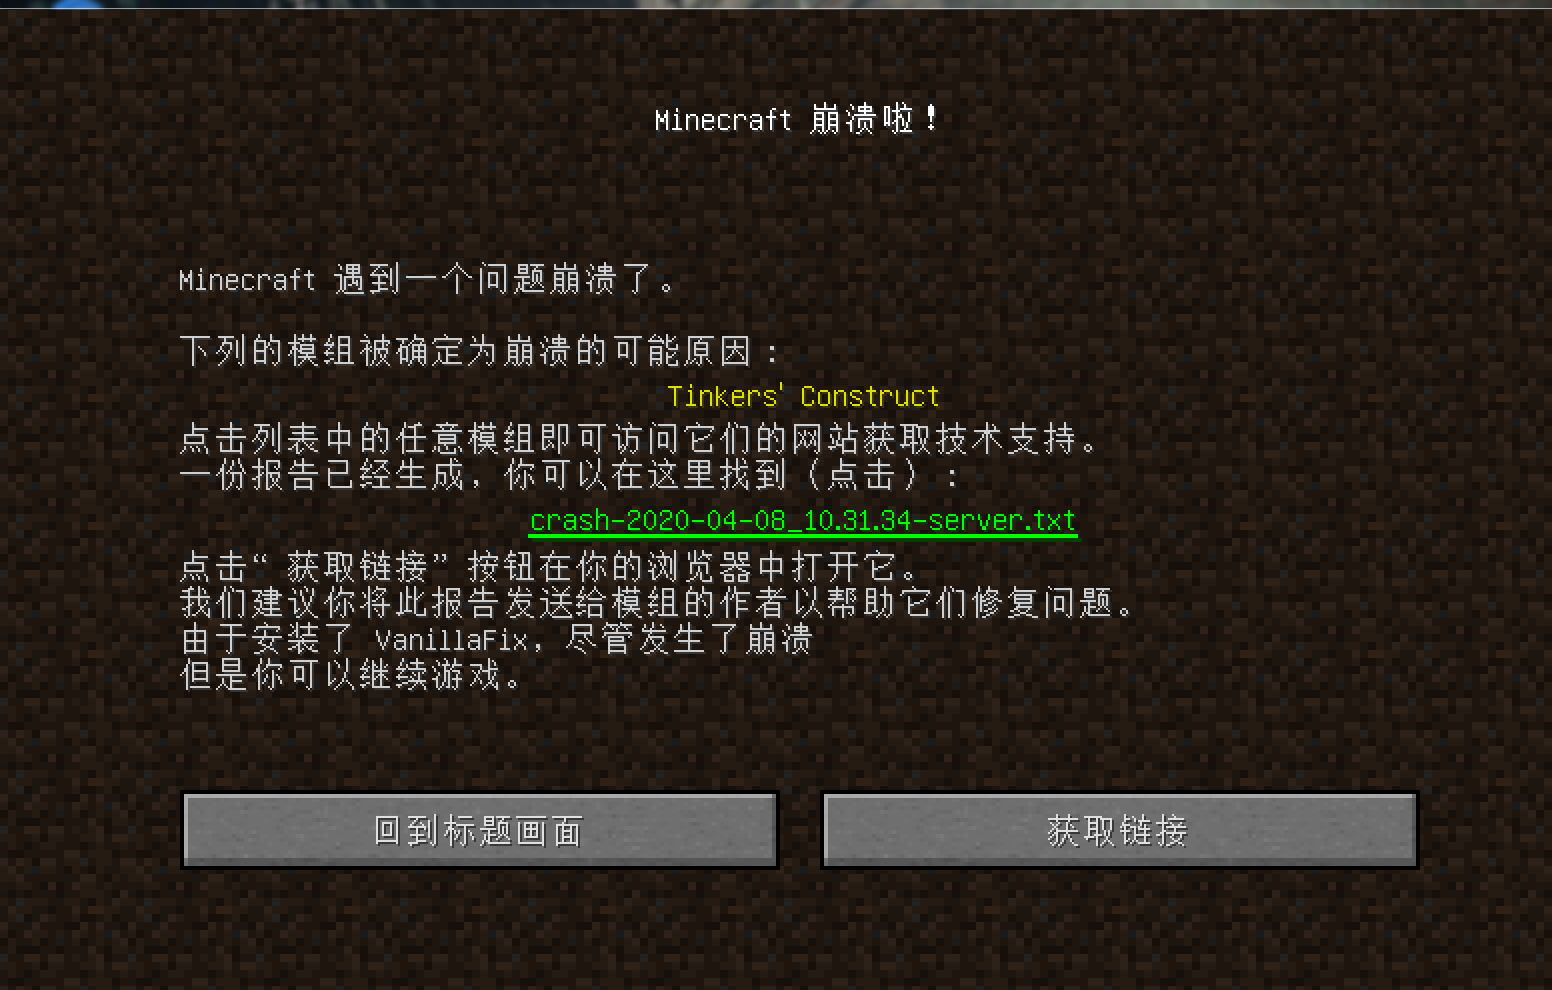 Minecraft 崩溃啦！
Minecraft 遇到一个问题崩溃了。
下列的模组被确定为崩溃的可能原因：
Tinkers' Construct
点击列表中的任意模组即可访问它们的网站获取技术支持。
一份报告已经生成，你可以在这里找到（点击）：
crash-2020-04-08_10.31.34-server.txt
点击“获取链接”按钮在你的浏览器中打开它。
我们建议你将此报告发送给模组的作者以帮助它们修复问题。
由于安装了 VanillaFix，尽管发生了崩溃
但是你可以继续游戏。
回到标题画面
获取链接